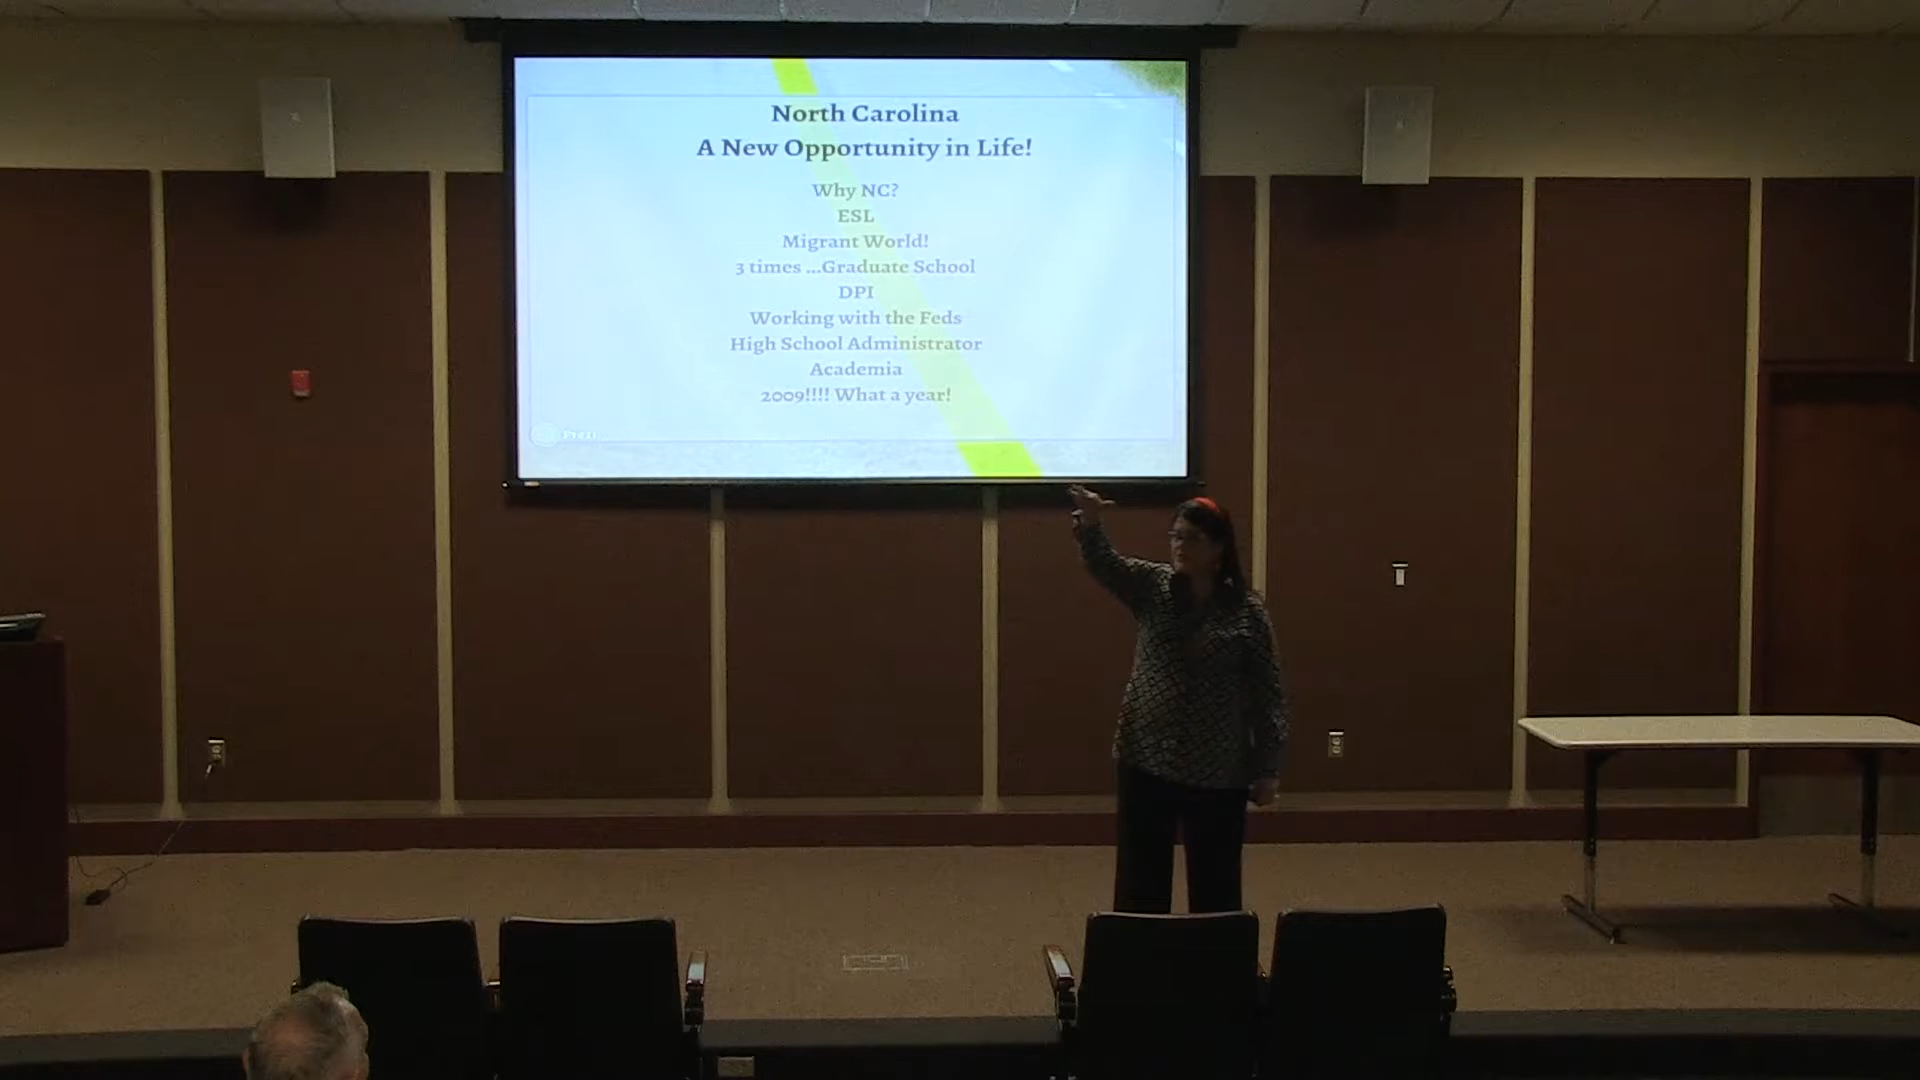 North Carolina
A New Opportunity in Life!
Why NC?
ESL
Migrant World!
3 times ...Graduate School
DPI
Working with the Feds
High School Administrator
Academia
2009!!!! What a year!
Prezi